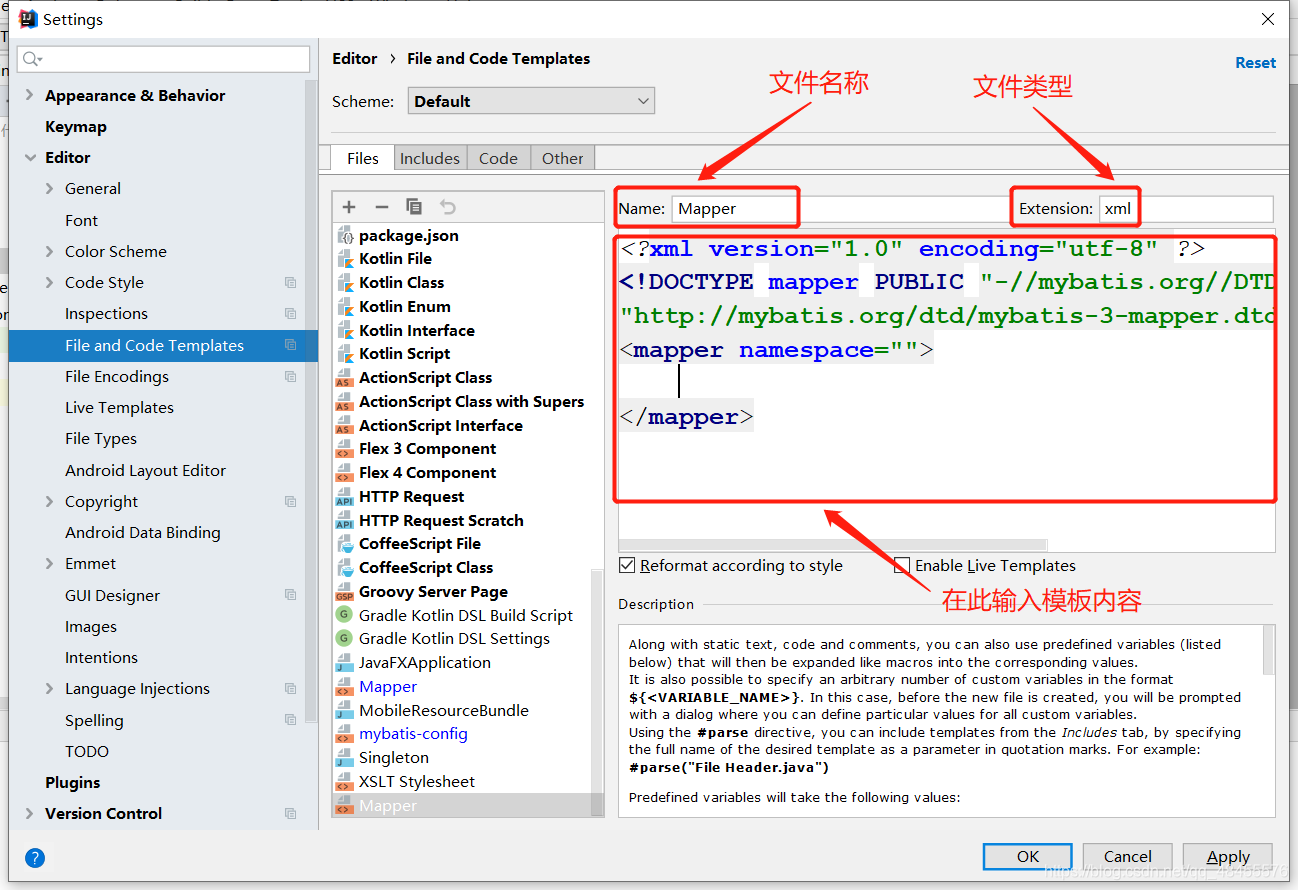 Settings
Appearance & Behavior
Keymap
Editor
General
Font
Color Scheme
Code Style
Inspections
File and Code Templates
File Encodings
Live Templates
File Types
Android Layout Editor
Copyright
Android Data Binding
Emmet
GUI Designer
Images
Intentions
Language Injections
Spelling
TODO
Plugins
Version Control
Editor › File and Code Templates
Reset
文件名称
文件类型
Scheme: Default
Files Includes Code Other
package.json
Kotlin File
Kotlin Class
Kotlin Enum
Kotlin Interface
Kotlin Script
ActionScript Class
ActionScript Class with Supers
ActionScript Interface
Flex 3 Component
Flex 4 Component
HTTP Request
HTTP Request Scratch
CoffeeScript File
CoffeeScript Class
Groovy Server Page
Gradle Kotlin DSL Build Script
Gradle Kotlin DSL Settings
JavaFXApplication
Mapper
MobileResourceBundle
mybatis-config
Singleton
XSLT Stylesheet
Mapper
Name: Mapper Extension: xml
<?xml version="1.0" encoding="utf-8" ?>
<!DOCTYPE mapper PUBLIC "-//mybatis.org//DTD
"http://mybatis.org/dtd/mybatis-3-mapper.dtd
<mapper namespace="">
</mapper>
Reformat according to style Enable Live Templates
在此输入模板内容
Description
Along with static text, code and comments, you can also use predefined variables (listed
below) that will then be expanded like macros into the corresponding values.
It is also possible to specify an arbitrary number of custom variables in the format
${<VARIABLE_NAME>}. In this case, before the new file is created, you will be prompted
with a dialog where you can define particular values for all custom variables.
Using the #parse directive, you can include templates from the Includes tab, by specifying
the full name of the desired template as a parameter in quotation marks. For example:
#parse("File Header.java")
Predefined variables will take the following values:
? OK Cancel Apply